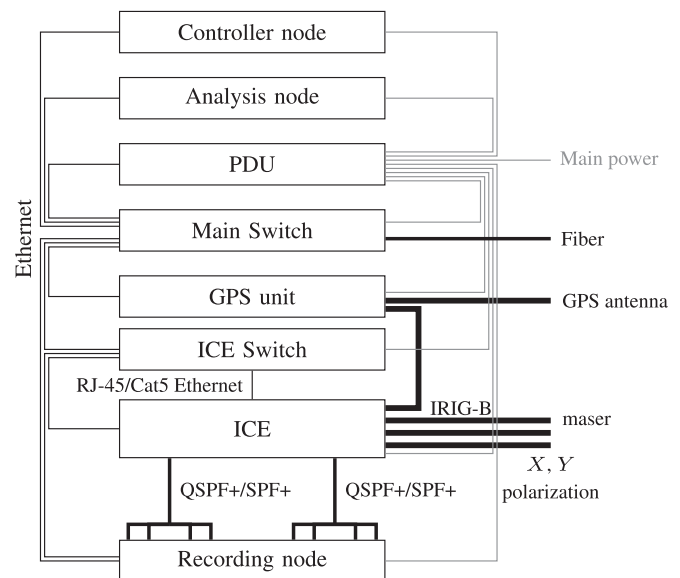 Controller node
Analysis node
PDU
Main power
Main Switch
Fiber
Ethernet
GPS unit
GPS antenna
ICE Switch
RJ-45/Cat5 Ethernet
IRIG-B
maser
ICE
X, Y
polarization
QSPF+/SPF+
QSPF+/SPF+
Recording node